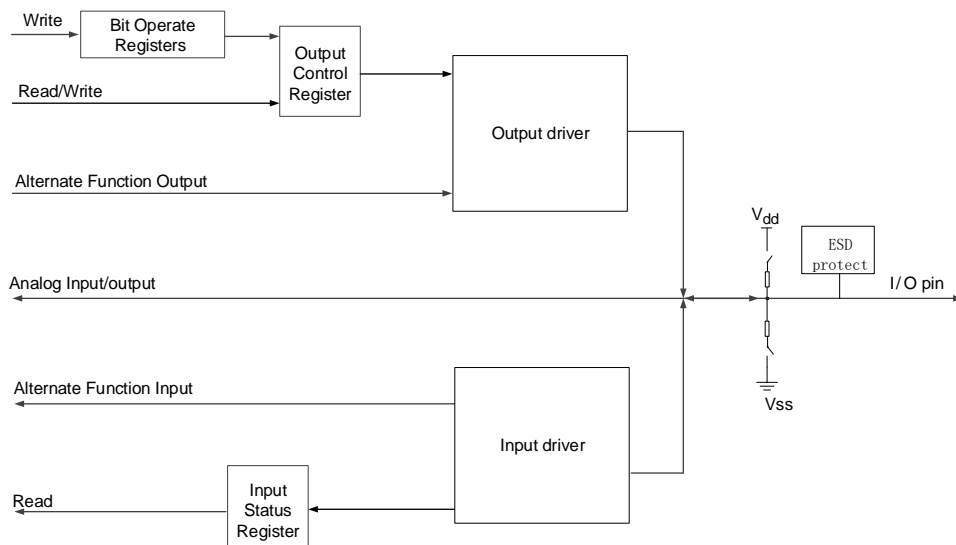 Write
Bit Operate
Registers
Output
Control
Register
Read/Write
Output driver
Alternate Function Output
Vdd
ESD
protect
Analog Input/output
I/O pin
Alternate Function Input
Vss
Input driver
Read
Input
Status
Register